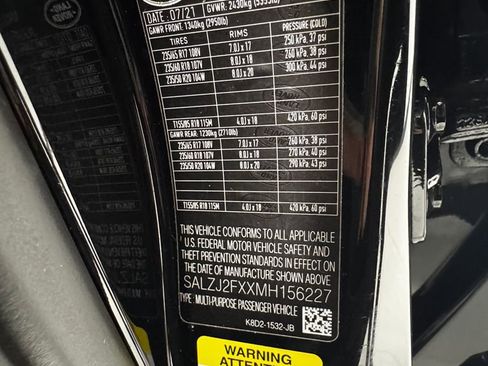 DATE 07/21 GVWR: 2430kg
GAWR FRONT: 1340kg (2950lb)
TIRES RIMS PRESSURE (COLD)
235/65 R17 108V 7.0J x 17 250 kPa, 37 psi
235/60 R18 107V 8.0J x 18 260 kPa, 38 psi
235/50 R20 104W 8.0J x 20 300 kPa, 44 psi
T155/85 R18 115M 4.0J x 18 420 kPa, 60 psi
GAWR REAR: 1230kg (2710lb)
235/65 R17 108V 7.0J x 17 260 kPa, 38 psi
235/60 R18 107V 8.0J x 18 270 kPa, 40 psi
235/50 R20 104W 8.0J x 20 290 kPa, 43 psi
T155/85 R18 115M 4.0J x 18 420 kPa, 60 psi
THIS VEHICLE CONFORMS TO ALL APPLICABLE
U.S. FEDERAL MOTOR VEHICLE SAFETY AND
THEFT PREVENTION STANDARDS IN EFFECT ON
THE DATE OF MANUFACTURE SHOWN ABOVE
SALZJ2FXXMH156227
TYPE: MULTI-PURPOSE PASSENGER VEHICLE
K8D2-1532-JB
WARNING
ATTENTION